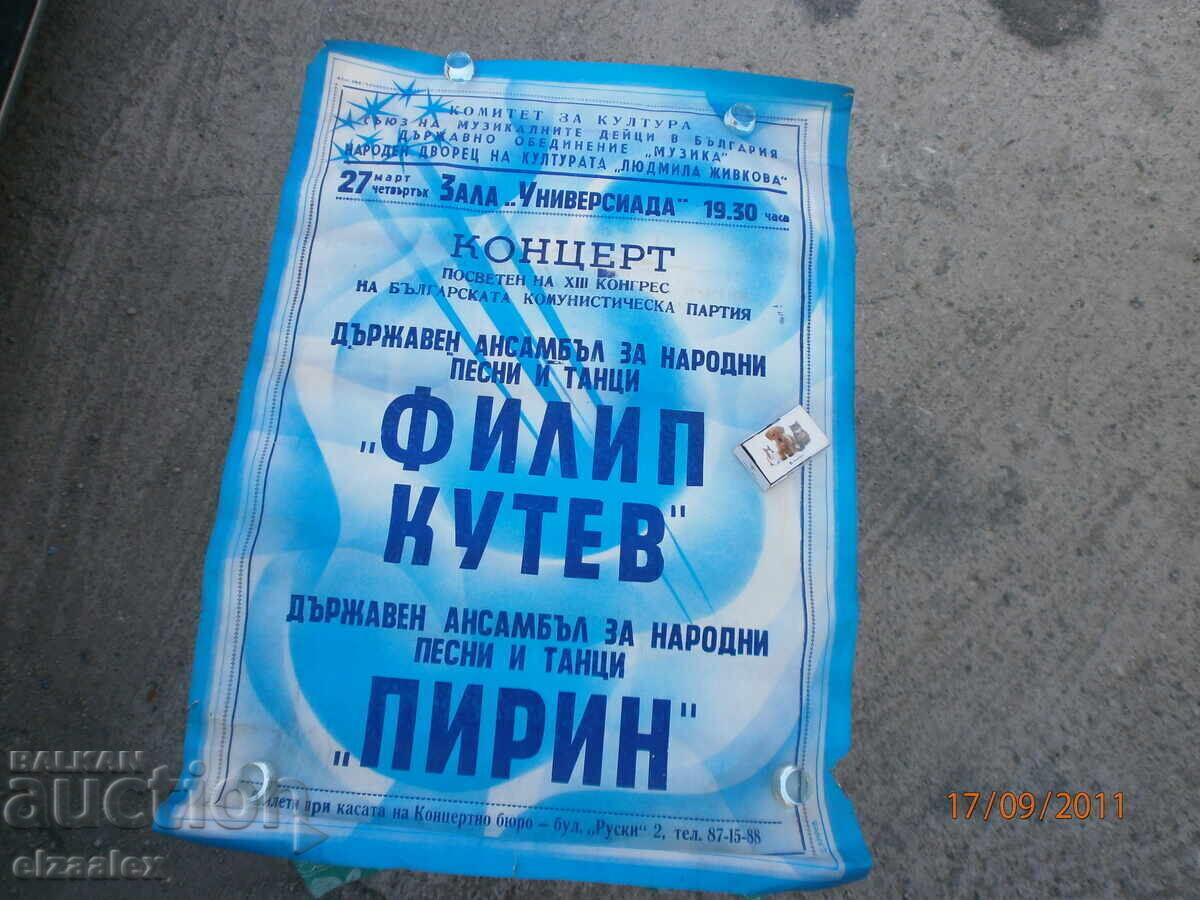 КОМИТЕТ ЗА КУЛТУРА
СЪЮЗ НА МУЗИКАЛНИТЕ ДЕЙЦИ В БЪЛГАРИЯ
ДЪРЖАВНО ОБЕДИНЕНИЕ „МУЗИКА"
НАРОДЕН ДВОРЕЦ НА КУЛТУРАТА „ЛЮДМИЛА ЖИВКОВА"
27 март четвъртък Зала „Универсиада" 19.30 часа
КОНЦЕРТ
ПОСВЕТЕН НА XIII КОНГРЕС
НА БЪЛГАРСКАТА КОМУНИСТИЧЕСКА ПАРТИЯ
ДЪРЖАВЕН АНСАМБЪЛ ЗА НАРОДНИ
ПЕСНИ И ТАНЦИ
„ФИЛИП
КУТЕВ"
ДЪРЖАВЕН АНСАМБЪЛ ЗА НАРОДНИ
ПЕСНИ И ТАНЦИ
„ПИРИН"
при касата на Концертно бюро – бул. „Руски" 2, тел. 87-15-88
BALKAN
auction
elzaalex
17/09/2011